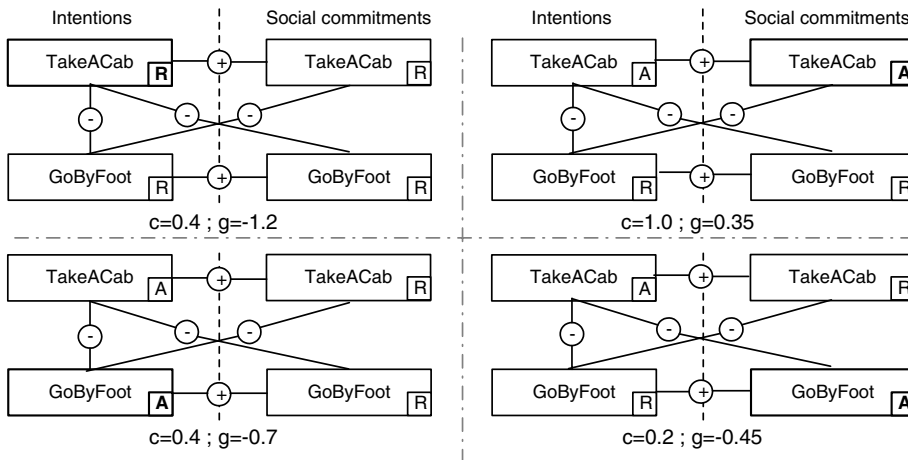 Intentions Social commitments Intentions Social commitments
TakeACab R + TakeACab R TakeACab A + TakeACab A
- - - - - -
GoByFoot R + GoByFoot R GoByFoot R + GoByFoot R
c=0.4 ; g=-1.2 c=1.0 ; g=0.35
TakeACab A + TakeACab R TakeACab A + TakeACab R
- - - - - -
GoByFoot A + GoByFoot R GoByFoot R + GoByFoot A
c=0.4 ; g=-0.7 c=0.2 ; g=-0.45